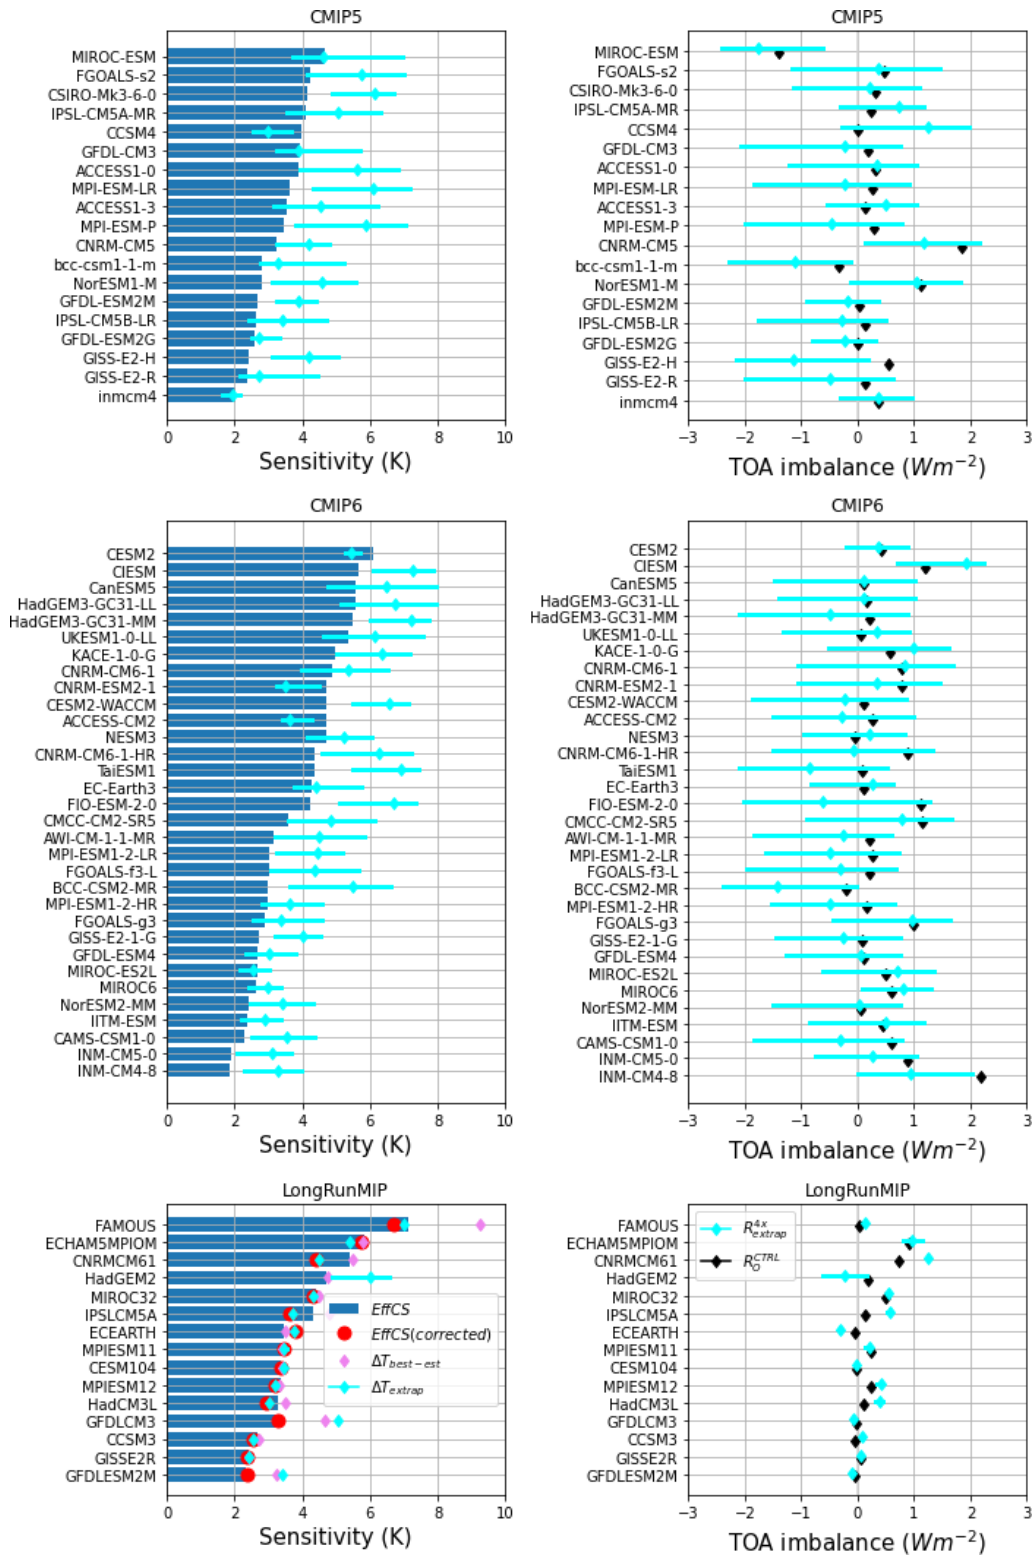 CMIP5
MIROC-ESM
FGOALS-s2
CSIRO-Mk3-6-0
IPSL-CM5A-MR
CCSM4
GFDL-CM3
ACCESS1-0
MPI-ESM-LR
ACCESS1-3
MPI-ESM-P
CNRM-CM5
bcc-csm1-1-m
NorESM1-M
GFDL-ESM2M
IPSL-CM5B-LR
GFDL-ESM2G
GISS-E2-H
GISS-E2-R
inmcm4
0 2 4 6 8 10
Sensitivity (K)
CMIP5
MIROC-ESM
FGOALS-s2
CSIRO-Mk3-6-0
IPSL-CM5A-MR
CCSM4
GFDL-CM3
ACCESS1-0
MPI-ESM-LR
ACCESS1-3
MPI-ESM-P
CNRM-CM5
bcc-csm1-1-m
NorESM1-M
GFDL-ESM2M
IPSL-CM5B-LR
GFDL-ESM2G
GISS-E2-H
GISS-E2-R
inmcm4
−3 −2 −1 0 1 2 3
TOA imbalance (Wm⁻²)
CMIP6
CESM2
CIESM
CanESM5
HadGEM3-GC31-LL
HadGEM3-GC31-MM
UKESM1-0-LL
KACE-1-0-G
CNRM-CM6-1
CNRM-ESM2-1
CESM2-WACCM
ACCESS-CM2
NESM3
CNRM-CM6-1-HR
TaiESM1
EC-Earth3
FIO-ESM-2-0
CMCC-CM2-SR5
AWI-CM-1-1-MR
MPI-ESM1-2-LR
FGOALS-f3-L
BCC-CSM2-MR
MPI-ESM1-2-HR
FGOALS-g3
GISS-E2-1-G
GFDL-ESM4
MIROC-ES2L
MIROC6
NorESM2-MM
IITM-ESM
CAMS-CSM1-0
INM-CM5-0
INM-CM4-8
0 2 4 6 8 10
Sensitivity (K)
CMIP6
CESM2
CIESM
CanESM5
HadGEM3-GC31-LL
HadGEM3-GC31-MM
UKESM1-0-LL
KACE-1-0-G
CNRM-CM6-1
CNRM-ESM2-1
CESM2-WACCM
ACCESS-CM2
NESM3
CNRM-CM6-1-HR
TaiESM1
EC-Earth3
FIO-ESM-2-0
CMCC-CM2-SR5
AWI-CM-1-1-MR
MPI-ESM1-2-LR
FGOALS-f3-L
BCC-CSM2-MR
MPI-ESM1-2-HR
FGOALS-g3
GISS-E2-1-G
GFDL-ESM4
MIROC-ES2L
MIROC6
NorESM2-MM
IITM-ESM
CAMS-CSM1-0
INM-CM5-0
INM-CM4-8
−3 −2 −1 0 1 2 3
TOA imbalance (Wm⁻²)
LongRunMIP
FAMOUS
ECHAM5MPIOM
CNRMCM61
HadGEM2
MIROC32
IPSLCM5A
ECEARTH
MPIESM11
CESM104
MPIESM12
HadCM3L
GFDLCM3
CCSM3
GISSE2R
GFDLESM2M
EffCS
EffCS(corrected)
ΔT_best−est
ΔT_extrap
0 2 4 6 8 10
Sensitivity (K)
LongRunMIP
FAMOUS
ECHAM5MPIOM
CNRMCM61
HadGEM2
MIROC32
IPSLCM5A
ECEARTH
MPIESM11
CESM104
MPIESM12
HadCM3L
GFDLCM3
CCSM3
GISSE2R
GFDLESM2M
R^4x_extrap
R^CTRL_0
−3 −2 −1 0 1 2 3
TOA imbalance (Wm⁻²)